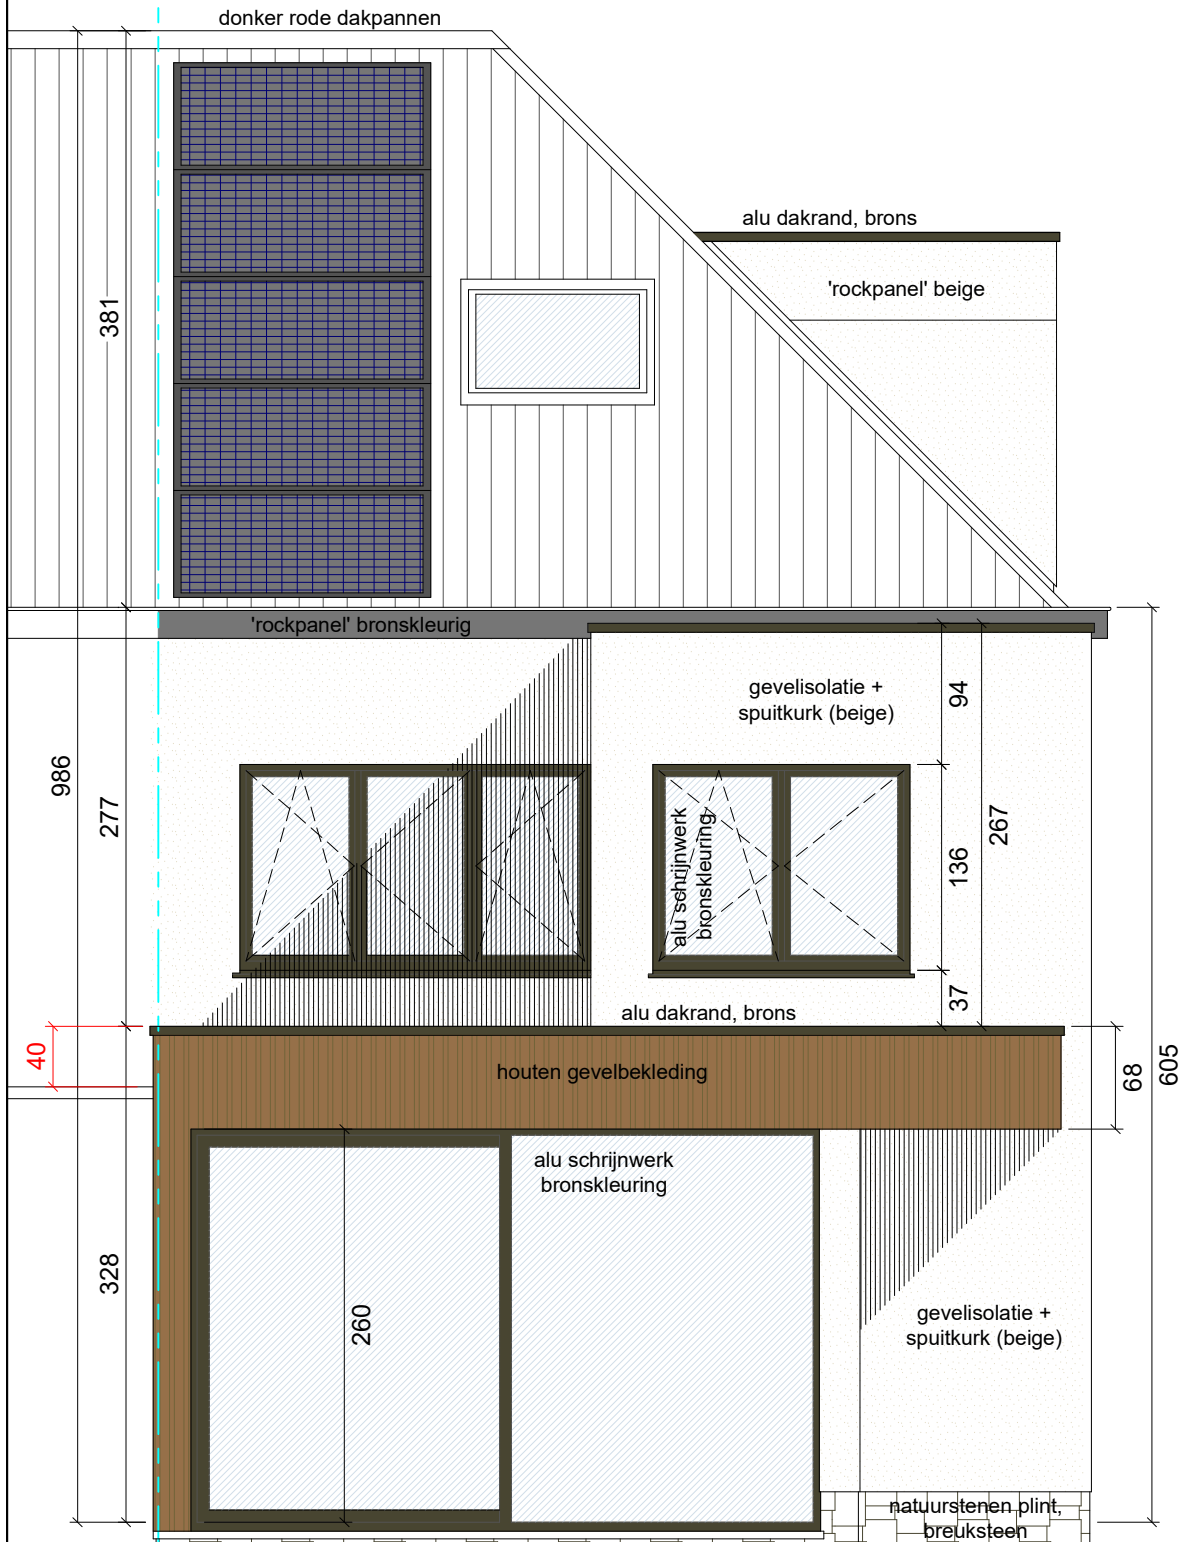 donker rode dakpannen
alu dakrand, brons
'rockpanel' beige
381
'rockpanel' bronskleurig
gevelisolatie +
spuitkurk (beige)
94
986
277
alu schrijnwerk
bronskleuring
136
267
37
alu dakrand, brons
40
houten gevelbekleding
68
605
alu schrijnwerk
bronskleuring
328
260
gevelisolatie +
spuitkurk (beige)
natuurstenen plint,
breuksteen